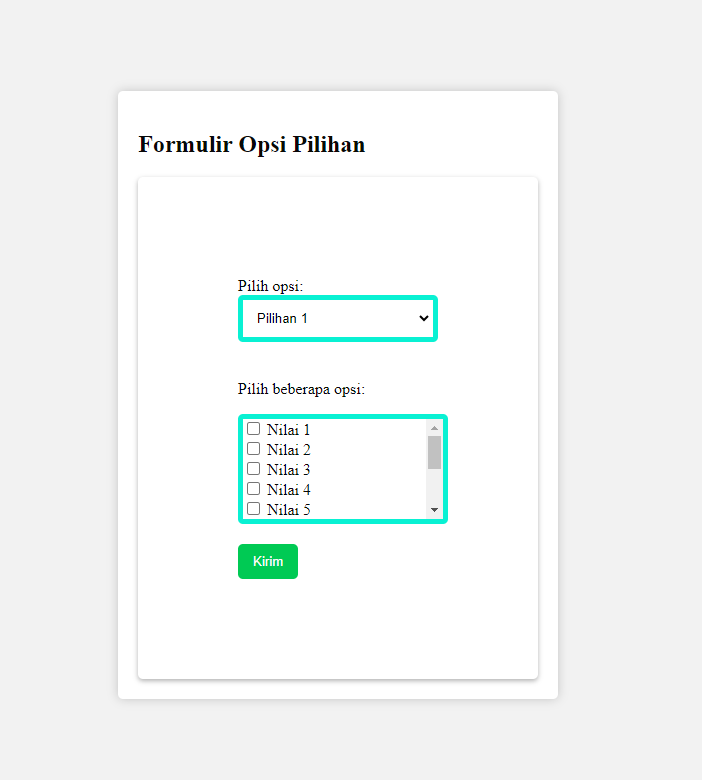 Formulir Opsi Pilihan
Pilih opsi:
Pilihan 1
Pilih beberapa opsi:
Nilai 1
Nilai 2
Nilai 3
Nilai 4
Nilai 5
Kirim